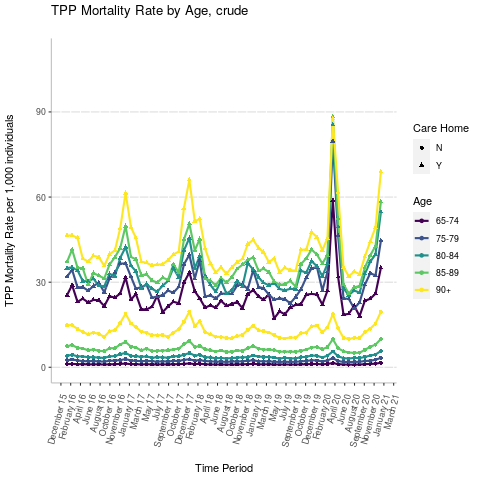 TPP Mortality Rate by Age, crude
TPP Mortality Rate per 1,000 individuals
90
60
30
0
December 15
February 16
April 16
June 16
August 16
September 16
November 16
January 17
March 17
May 17
July 17
September 17
October 17
December 17
February 18
April 18
June 18
August 18
October 18
November 18
January 19
March 19
May 19
July 19
September 19
October 19
December 19
February 20
April 20
June 20
August 20
September 20
November 20
January 21
March 21
Time Period
Care Home
N
Y
Age
65-74
75-79
80-84
85-89
90+